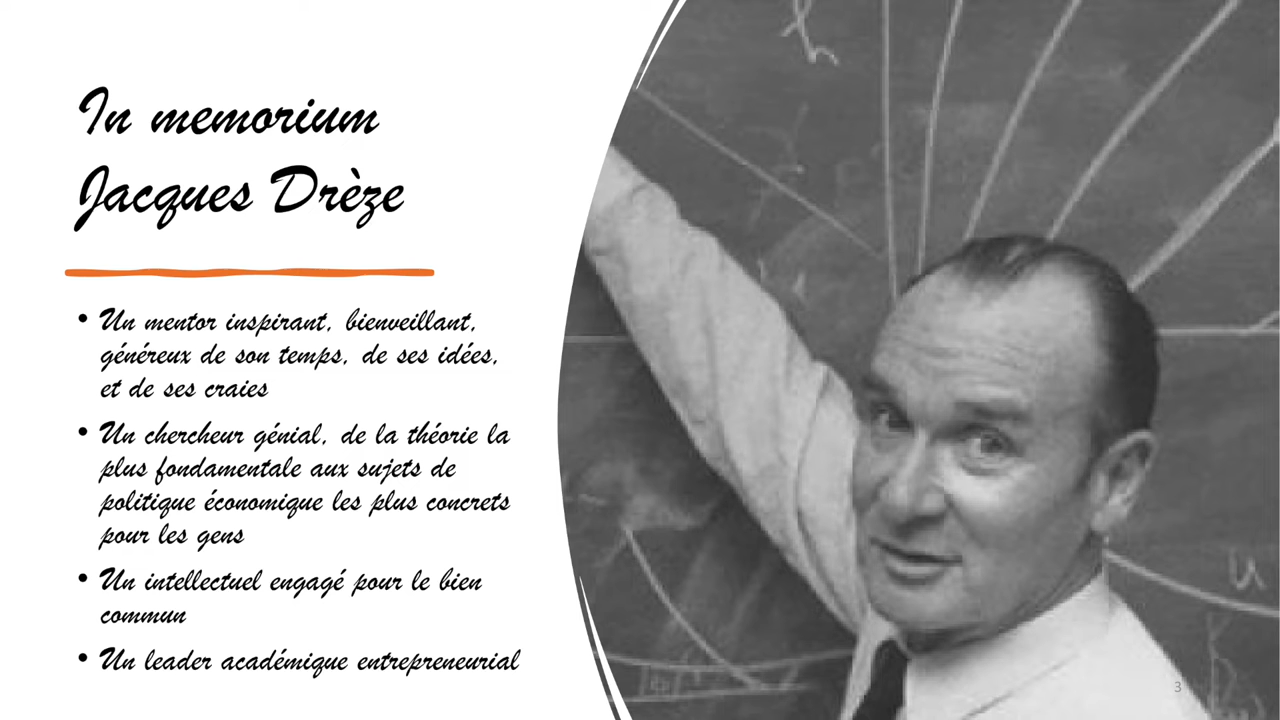 In memorium
Jacques Drèze
• Un mentor inspirant, bienveillant,
généreux de son temps, de ses idées,
et de ses craies
• Un chercheur génial, de la théorie la
plus fondamentale aux sujets de
politique économique les plus concrets
pour les gens
• Un intellectuel engagé pour le bien
commun
• Un leader académique entrepreneurial
h
u
3